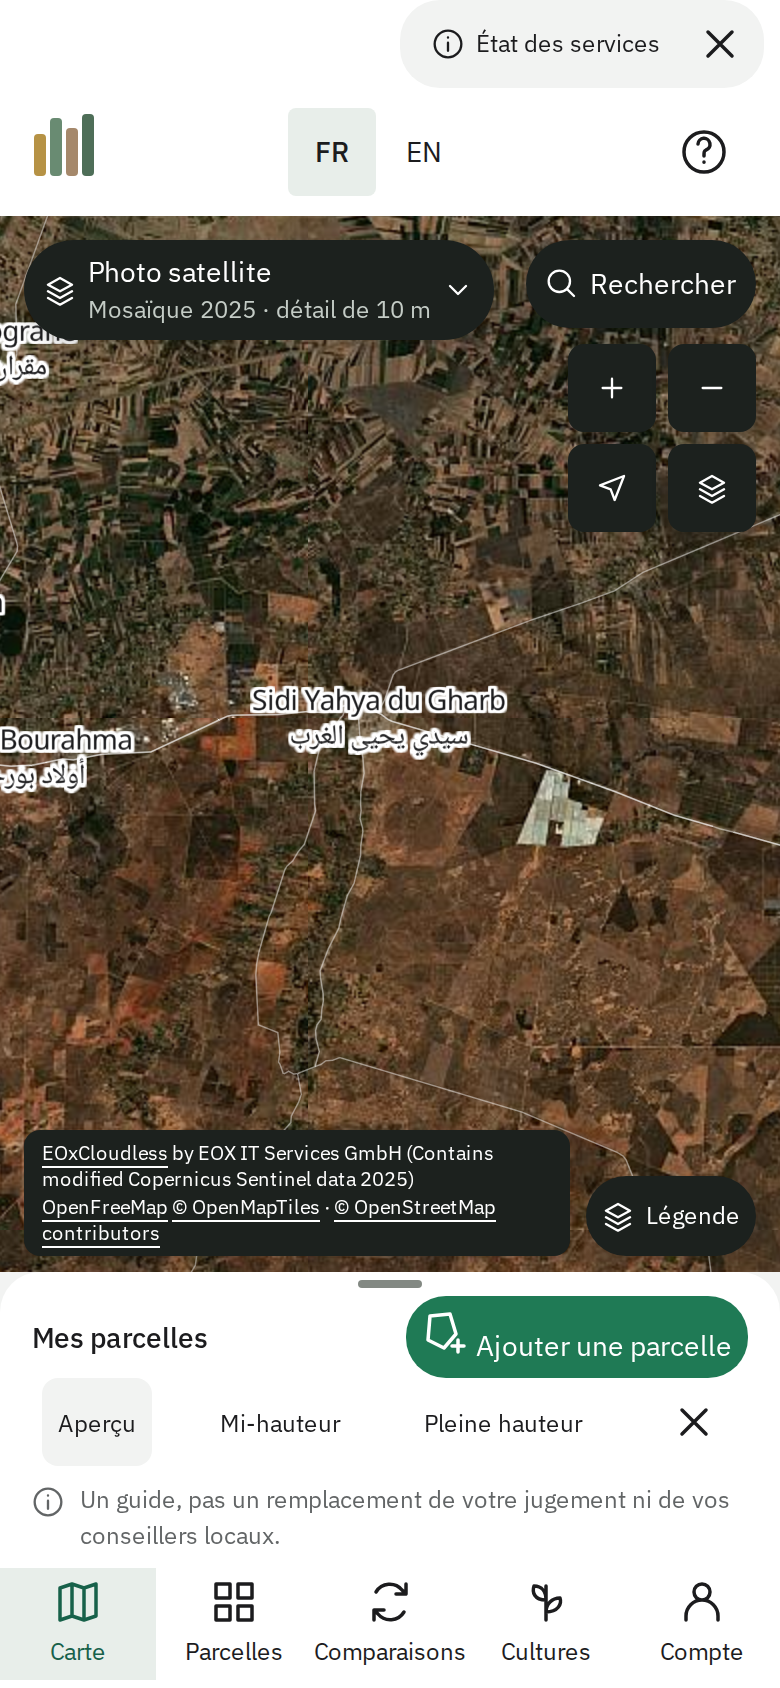 État des services
FR
EN
Photo satellite
Mosaïque 2025 · détail de 10 m
Rechercher
مقرار
Sidi Yahya du Gharb
سيدي يحيى الغرب
Bourahma
أولاد بور
EOxCloudless by EOX IT Services GmbH (Contains
modified Copernicus Sentinel data 2025)
OpenFreeMap © OpenMapTiles · © OpenStreetMap
contributors
Légende
Mes parcelles
Ajouter une parcelle
Aperçu
Mi-hauteur
Pleine hauteur
Un guide, pas un remplacement de votre jugement ni de vos
conseillers locaux.
Carte
Parcelles
Comparaisons
Cultures
Compte